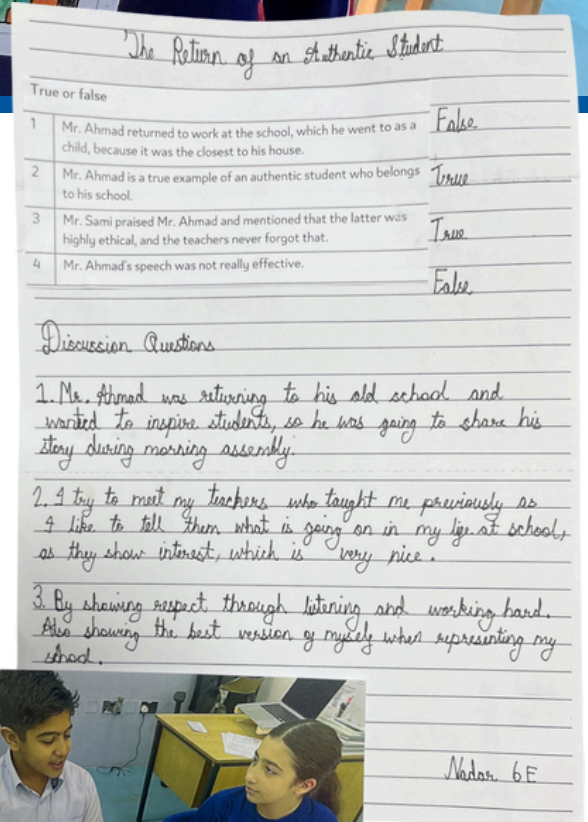 The Return of an Authentic Student
True or false
1 Mr. Ahmad returned to work at the school, which he went to as a
child, because it was the closest to his house.
False
2 Mr. Ahmad is a true example of an authentic student who belongs
to his school.
True
3 Mr. Sami praised Mr. Ahmad and mentioned that the latter was
highly ethical, and the teachers never forgot that.
True
4 Mr. Ahmad's speech was not really effective.
False
Discussion Questions
1. Mr. Ahmad was returning to his old school and
wanted to inspire students, so he was going to share his
story during morning assembly.
2. I try to meet my teachers who taught me previously as
I like to tell them what is going on in my life at school,
as they show interest, which is very nice.
3. By showing respect through listening and working hard.
Also showing the best version of myself when representing my
school.
Nadar 6E